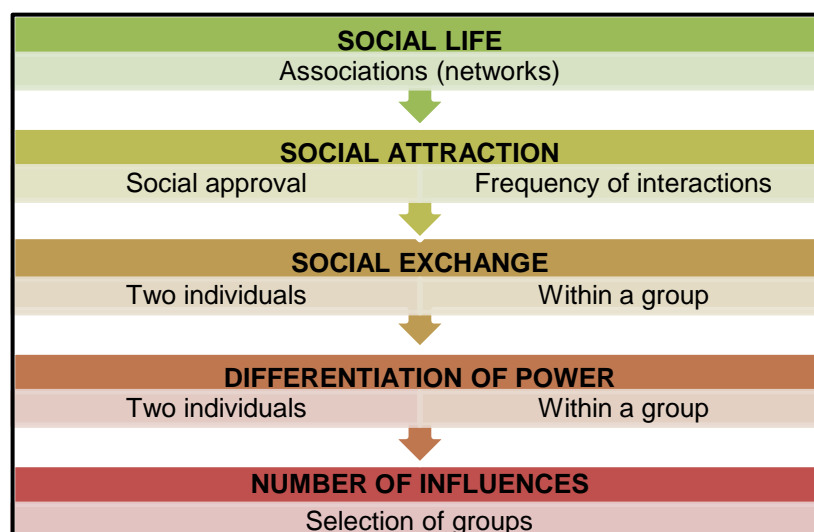 SOCIAL LIFE
Associations (networks)
SOCIAL ATTRACTION
Social approval Frequency of interactions
SOCIAL EXCHANGE
Two individuals Within a group
DIFFERENTIATION OF POWER
Two individuals Within a group
NUMBER OF INFLUENCES
Selection of groups